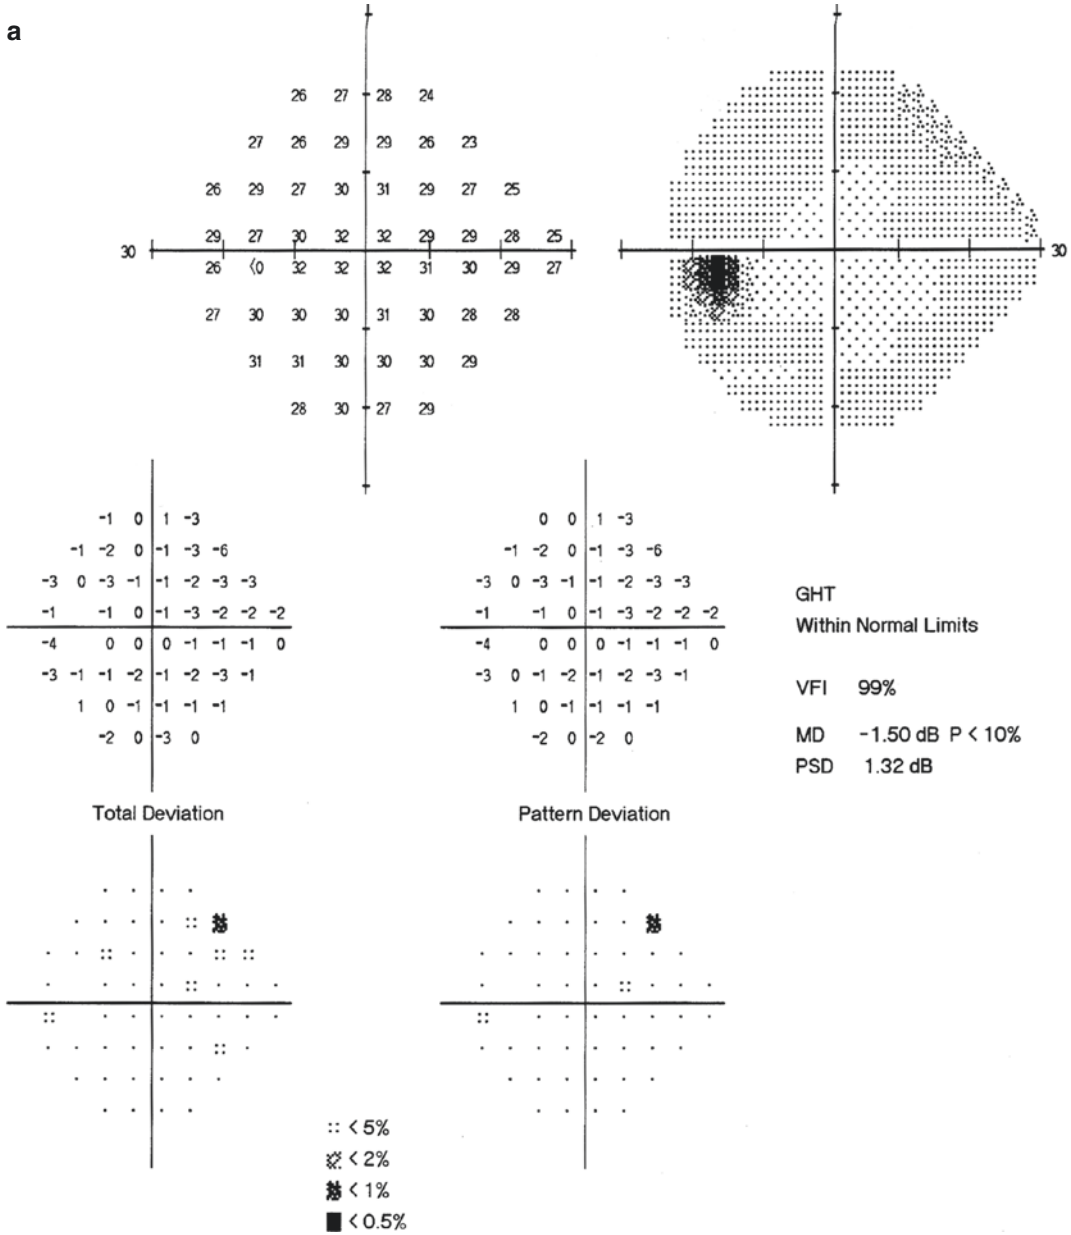 a
26 27 28 24
27 26 29 29 26 23
26 29 27 30 31 29 27 25
29 27 30 32 32 29 29 28 25
30
30
26 <0 32 32 32 31 30 29 27
27 30 30 30 31 30 28 28
31 31 30 30 30 29
28 30 27 29
-1 0 1 -3
-1 -2 0 -1 -3 -6
-3 0 -3 -1 -1 -2 -3 -3
-1 -1 0 -1 -3 -2 -2 -2
-4 0 0 0 -1 -1 -1 0
-3 -1 -1 -2 -1 -2 -3 -1
1 0 -1 -1 -1 -1
-2 0 -3 0
Total Deviation
0 0 1 -3
-1 -2 0 -1 -3 -6
-3 0 -3 -1 -1 -2 -3 -3
-1 -1 0 -1 -3 -2 -2 -2
-4 0 0 0 -1 -1 -1 0
-3 0 -1 -2 -1 -2 -3 -1
1 0 -1 -1 -1 -1
-2 0 -2 0
Pattern Deviation
GHT
Within Normal Limits
VFI 99%
MD -1.50 dB P < 10%
PSD 1.32 dB
< 5%
< 2%
< 1%
< 0.5%